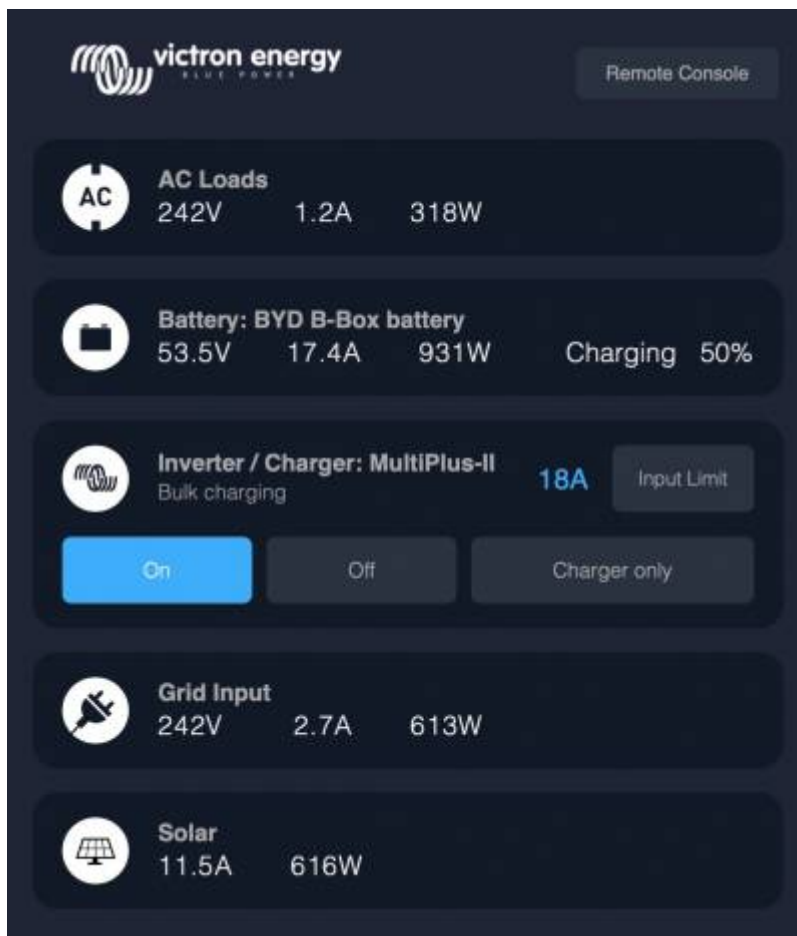 victron energy
BLUE POWER
Remote Console
AC
AC Loads
242V 1.2A 318W
Battery: BYD B-Box battery
53.5V 17.4A 931W Charging 50%
Inverter / Charger: MultiPlus-II
Bulk charging
18A
Input Limit
On Off Charger only
Grid Input
242V 2.7A 613W
Solar
11.5A 616W